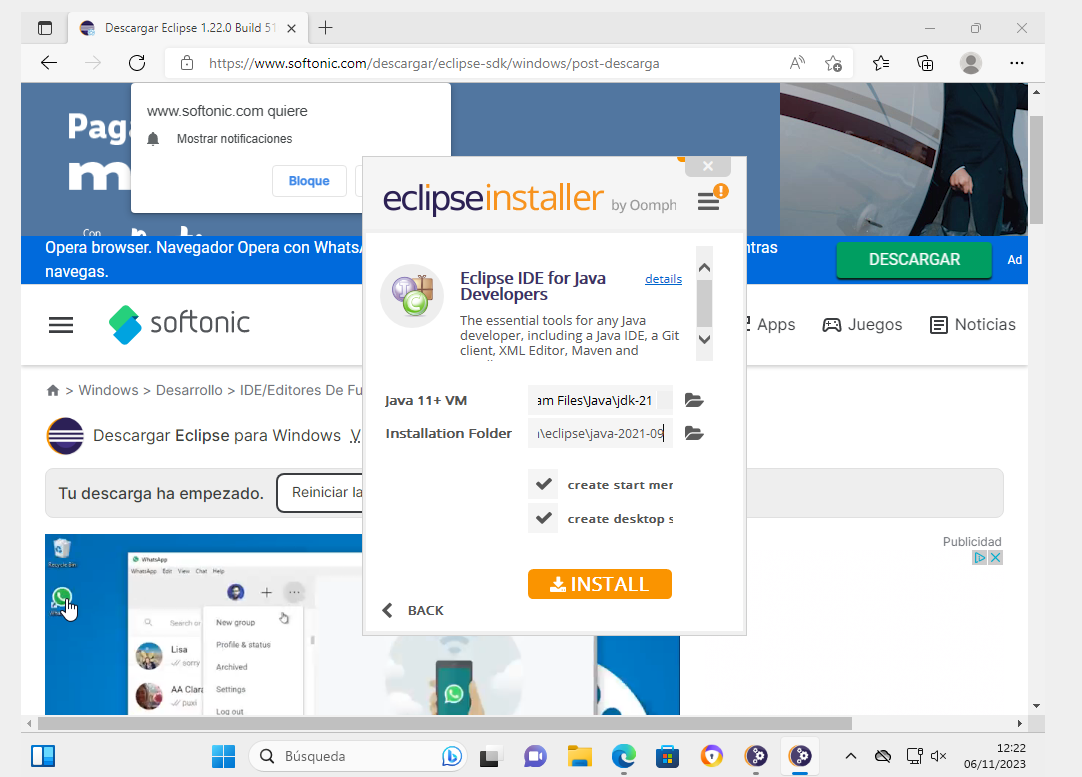 Descargar Eclipse 1.22.0 Build 51
https://www.softonic.com/descargar/eclipse-sdk/windows/post-descarga
Paga
m
Con
www.softonic.com quiere
Mostrar notificaciones
Bloque
Opera browser. Navegador Opera con WhatsA
ntras
navegas.
DESCARGAR
Ad
softonic
Apps
Juegos
Noticias
> Windows > Desarrollo > IDE/Editores De Fu
Descargar Eclipse para Windows V
Tu descarga ha empezado.
Reiniciar la
Publicidad
eclipseinstaller by Oomph
Eclipse IDE for Java
Developers
details
The essential tools for any Java
developer, including a Java IDE, a Git
client, XML Editor, Maven and
Java 11+ VM
am Files\Java\jdk-21
Installation Folder
\eclipse\java-2021-09
create start mer
create desktop s
INSTALL
BACK
Recycle Bin
WhatsApp
WhatsApp Edit View Chat Help
Search or
Lisa
sorry
AA Clara
puxi
New group
Profile & status
Archived
Settings
Log out
Búsqueda
12:22
06/11/2023